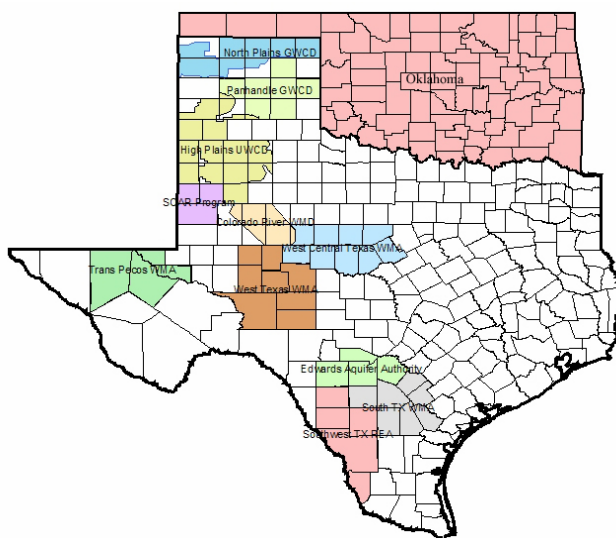 North Plains GWCD
Oklahoma
Panhandle GWCD
High Plains UWCD
SOAR Program
Colorado River WMD
West Central Texas WMA
Trans Pecos WMA
West Texas WMA
Edwards Aquifer Authority
South TX WMA
Southwest TX REA